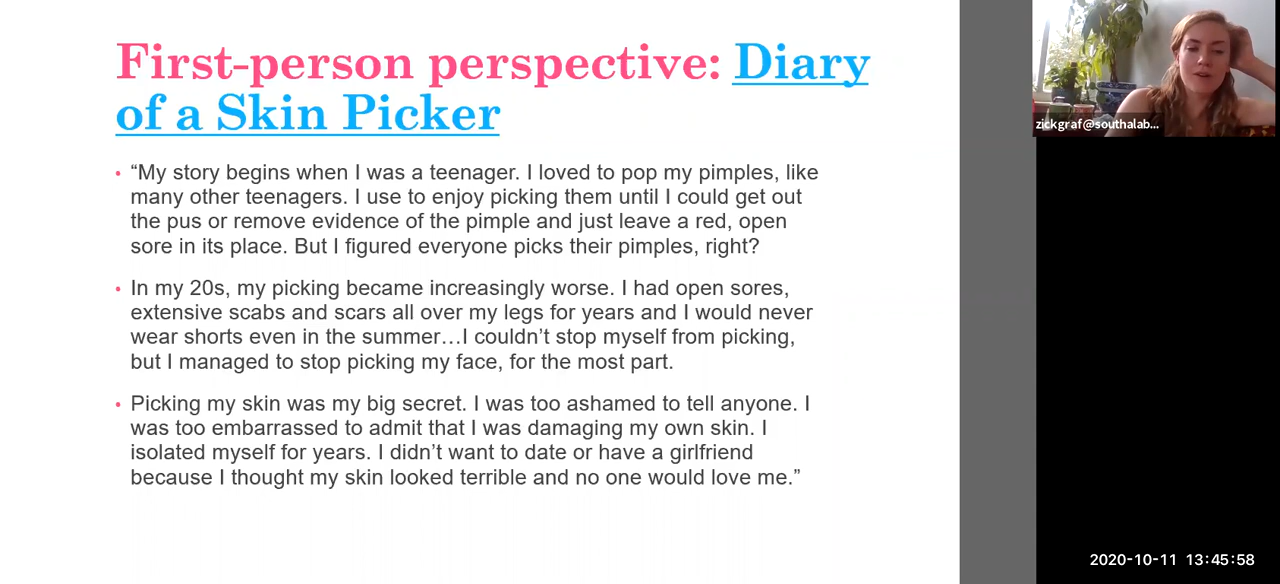 First-person perspective: Diary
of a Skin Picker
• “My story begins when I was a teenager. I loved to pop my pimples, like
many other teenagers. I use to enjoy picking them until I could get out
the pus or remove evidence of the pimple and just leave a red, open
sore in its place. But I figured everyone picks their pimples, right?
• In my 20s, my picking became increasingly worse. I had open sores,
extensive scabs and scars all over my legs for years and I would never
wear shorts even in the summer…I couldn’t stop myself from picking,
but I managed to stop picking my face, for the most part.
• Picking my skin was my big secret. I was too ashamed to tell anyone. I
was too embarrassed to admit that I was damaging my own skin. I
isolated myself for years. I didn’t want to date or have a girlfriend
because I thought my skin looked terrible and no one would love me.”
zickgraf@southalab...
2020-10-11 13:45:58